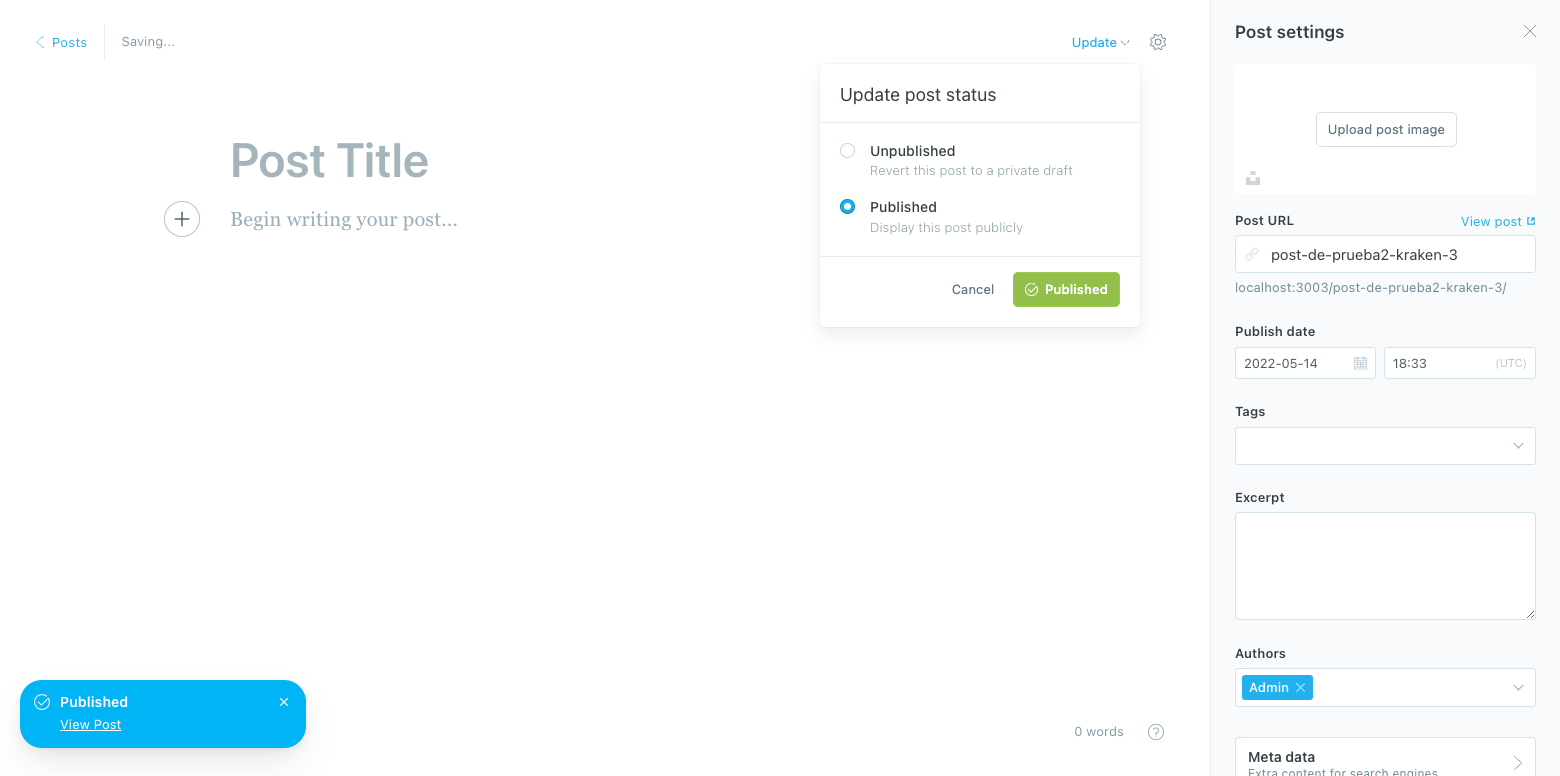 Posts
Saving...
Update
Update post status
Unpublished
Revert this post to a private draft
Published
Display this post publicly
Cancel
Published
Post Title
Begin writing your post...
Published
View Post
0 words
?
Post settings
Upload post image
Post URL
View post
post-de-prueba2-kraken-3
localhost:3003/post-de-prueba2-kraken-3/
Publish date
2022-05-14
18:33 (UTC)
Tags
Excerpt
Authors
Admin
Meta data
Extra content for search engines